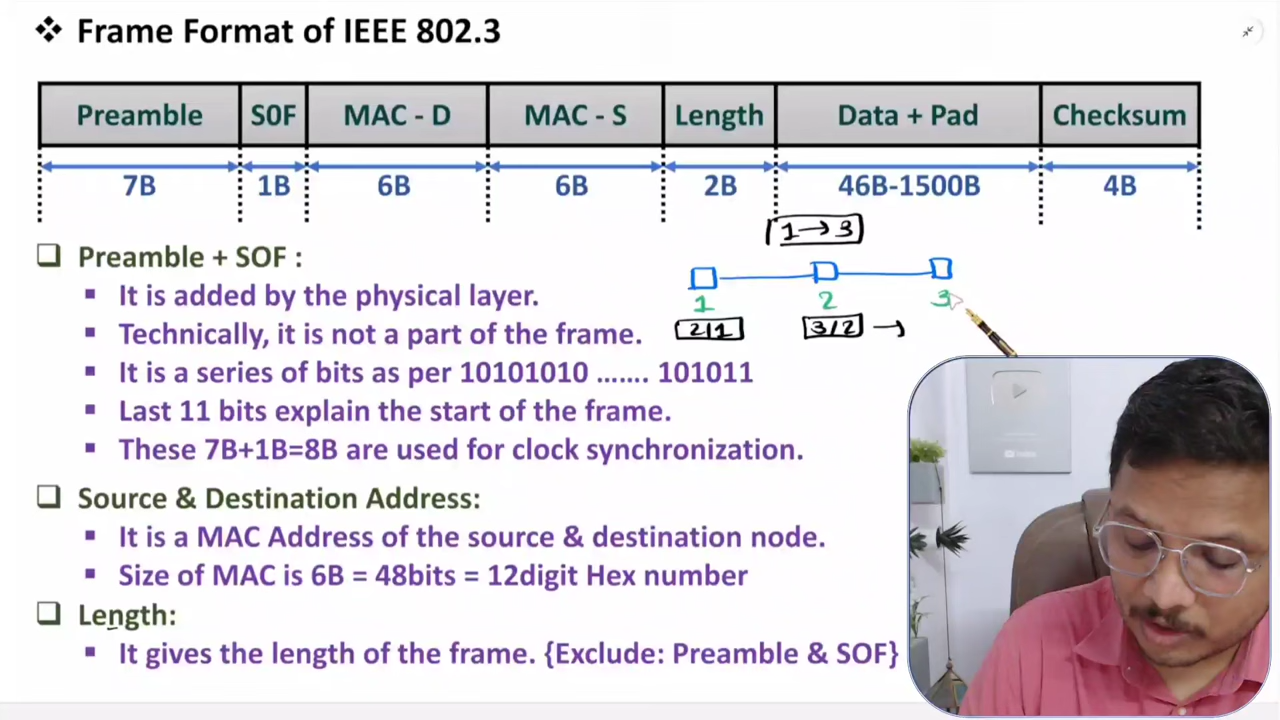 ❖ Frame Format of IEEE 802.3
Preamble S0F MAC - D MAC - S Length Data + Pad Checksum
7B 1B 6B 6B 2B 46B-1500B 4B
1→3
❑ Preamble + SOF :
▪ It is added by the physical layer.
1 2 3
▪ Technically, it is not a part of the frame.
2|1 3/2 →
▪ It is a series of bits as per 10101010 ....... 101011
▪ Last 11 bits explain the start of the frame.
▪ These 7B+1B=8B are used for clock synchronization.
❑ Source & Destination Address:
▪ It is a MAC Address of the source & destination node.
▪ Size of MAC is 6B = 48bits = 12digit Hex number
❑ Length:
▪ It gives the length of the frame. {Exclude: Preamble & SOF}